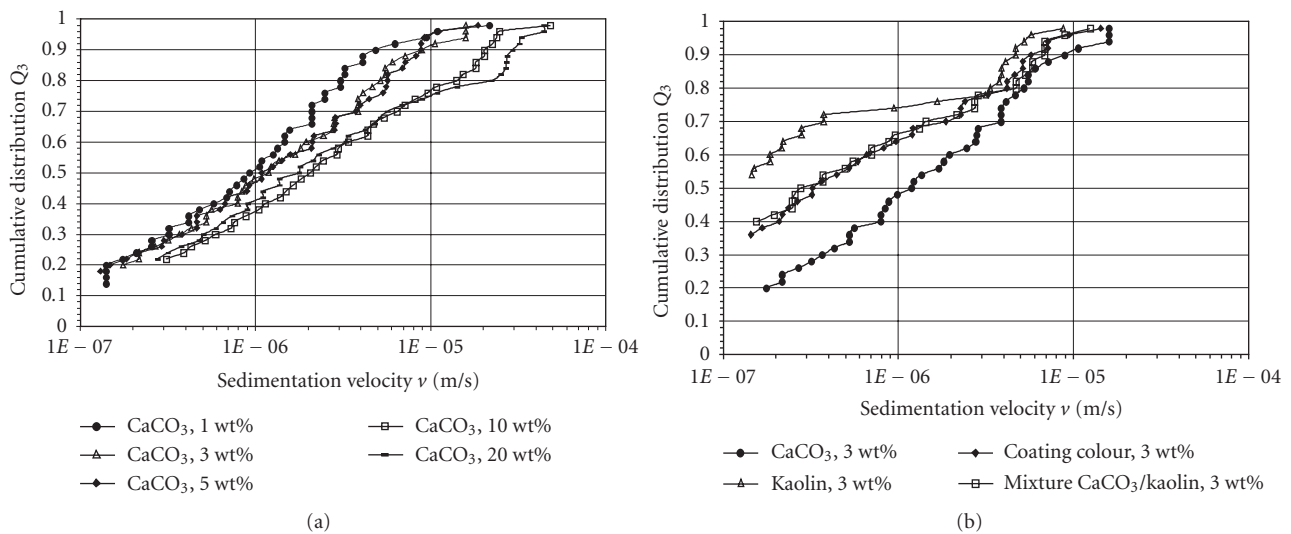 Cumulative distribution Q₃
1
0.9
0.8
0.7
0.6
0.5
0.4
0.3
0.2
0.1
0
1E − 07
1E − 06
1E − 05
1E − 04
Sedimentation velocity v (m/s)
CaCO₃, 1 wt%
CaCO₃, 3 wt%
CaCO₃, 5 wt%
CaCO₃, 10 wt%
CaCO₃, 20 wt%
(a)
Cumulative distribution Q₃
1
0.9
0.8
0.7
0.6
0.5
0.4
0.3
0.2
0.1
0
1E − 07
1E − 06
1E − 05
1E − 04
Sedimentation velocity v (m/s)
CaCO₃, 3 wt%
Kaolin, 3 wt%
Coating colour, 3 wt%
Mixture CaCO₃/kaolin, 3 wt%
(b)